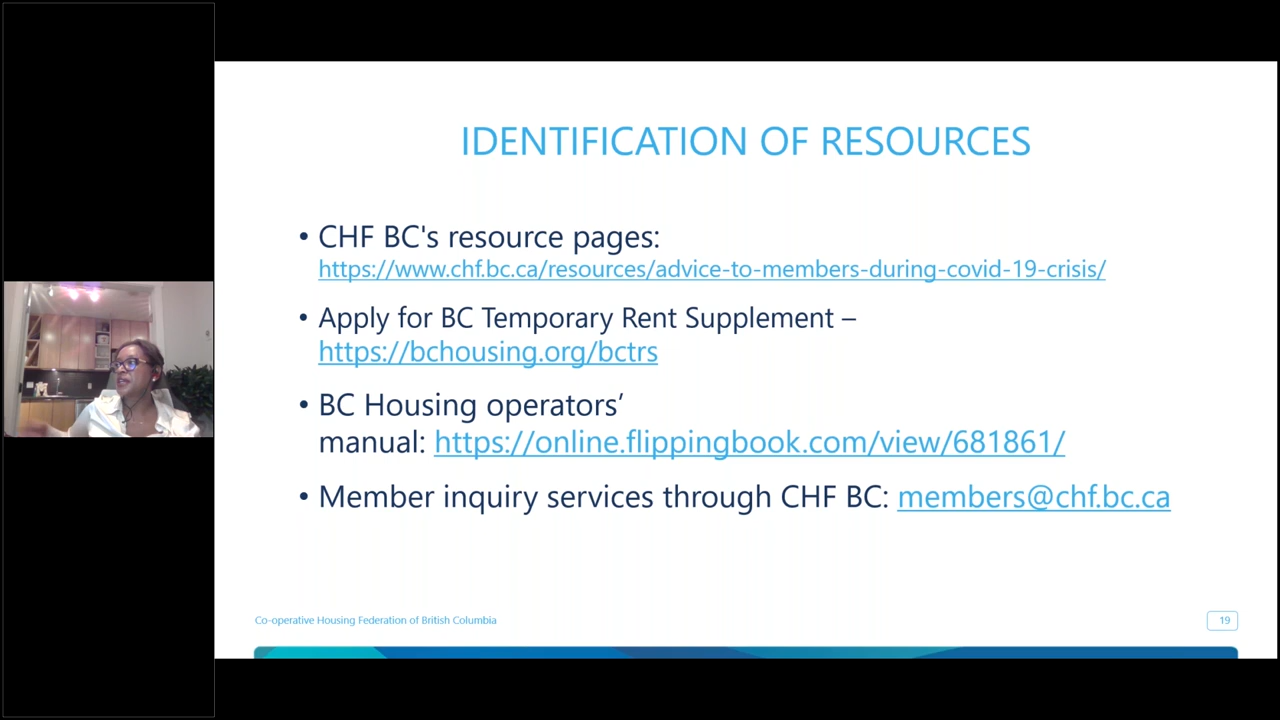 IDENTIFICATION OF RESOURCES
• CHF BC's resource pages:
https://www.chf.bc.ca/resources/advice-to-members-during-covid-19-crisis/
• Apply for BC Temporary Rent Supplement –
https://bchousing.org/bctrs
• BC Housing operators’
manual: https://online.flippingbook.com/view/681861/
• Member inquiry services through CHF BC: members@chf.bc.ca
Co-operative Housing Federation of British Columbia
19